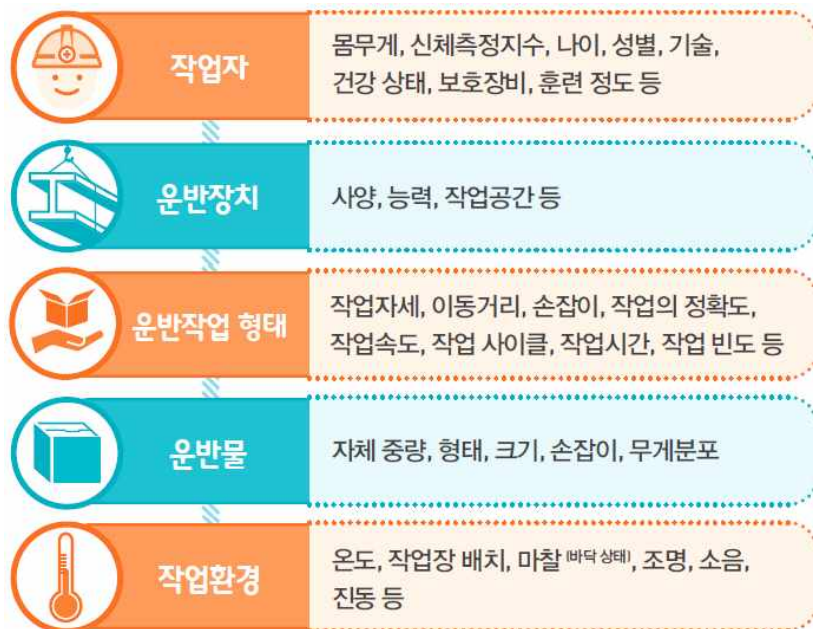 작업자
몸무게, 신체측정지수, 나이, 성별, 기술,
건강 상태, 보호장비, 훈련 정도 등
운반장치
사양, 능력, 작업공간 등
운반작업 형태
작업자세, 이동거리, 손잡이, 작업의 정확도,
작업속도, 작업 사이클, 작업시간, 작업 빈도 등
운반물
자체 중량, 형태, 크기, 손잡이, 무게분포
작업환경
온도, 작업장 배치, 마찰 (바닥 상태), 조명, 소음,
진동 등